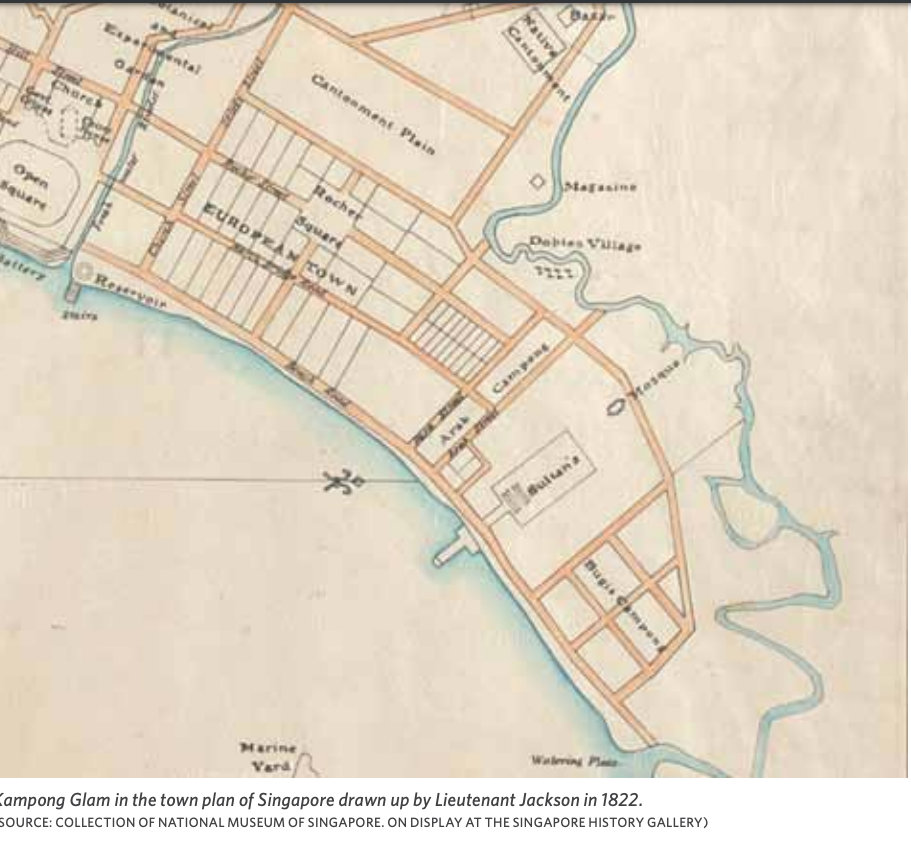 Bazar
Native
Cantonment
and
Experimental
Garden
Church
Open
Square
Cantonment Plain
Magazine
Rocher
Square
EUROPEAN TOWN
Dobies Village
Reservoir
Stairs
Beach Road
Campong
Arab
Mosque
Sultan's
Bugis Campong
Marine
Yard
Watering Place
Kampong Glam in the town plan of Singapore drawn up by Lieutenant Jackson in 1822.
SOURCE: COLLECTION OF NATIONAL MUSEUM OF SINGAPORE. ON DISPLAY AT THE SINGAPORE HISTORY GALLERY)